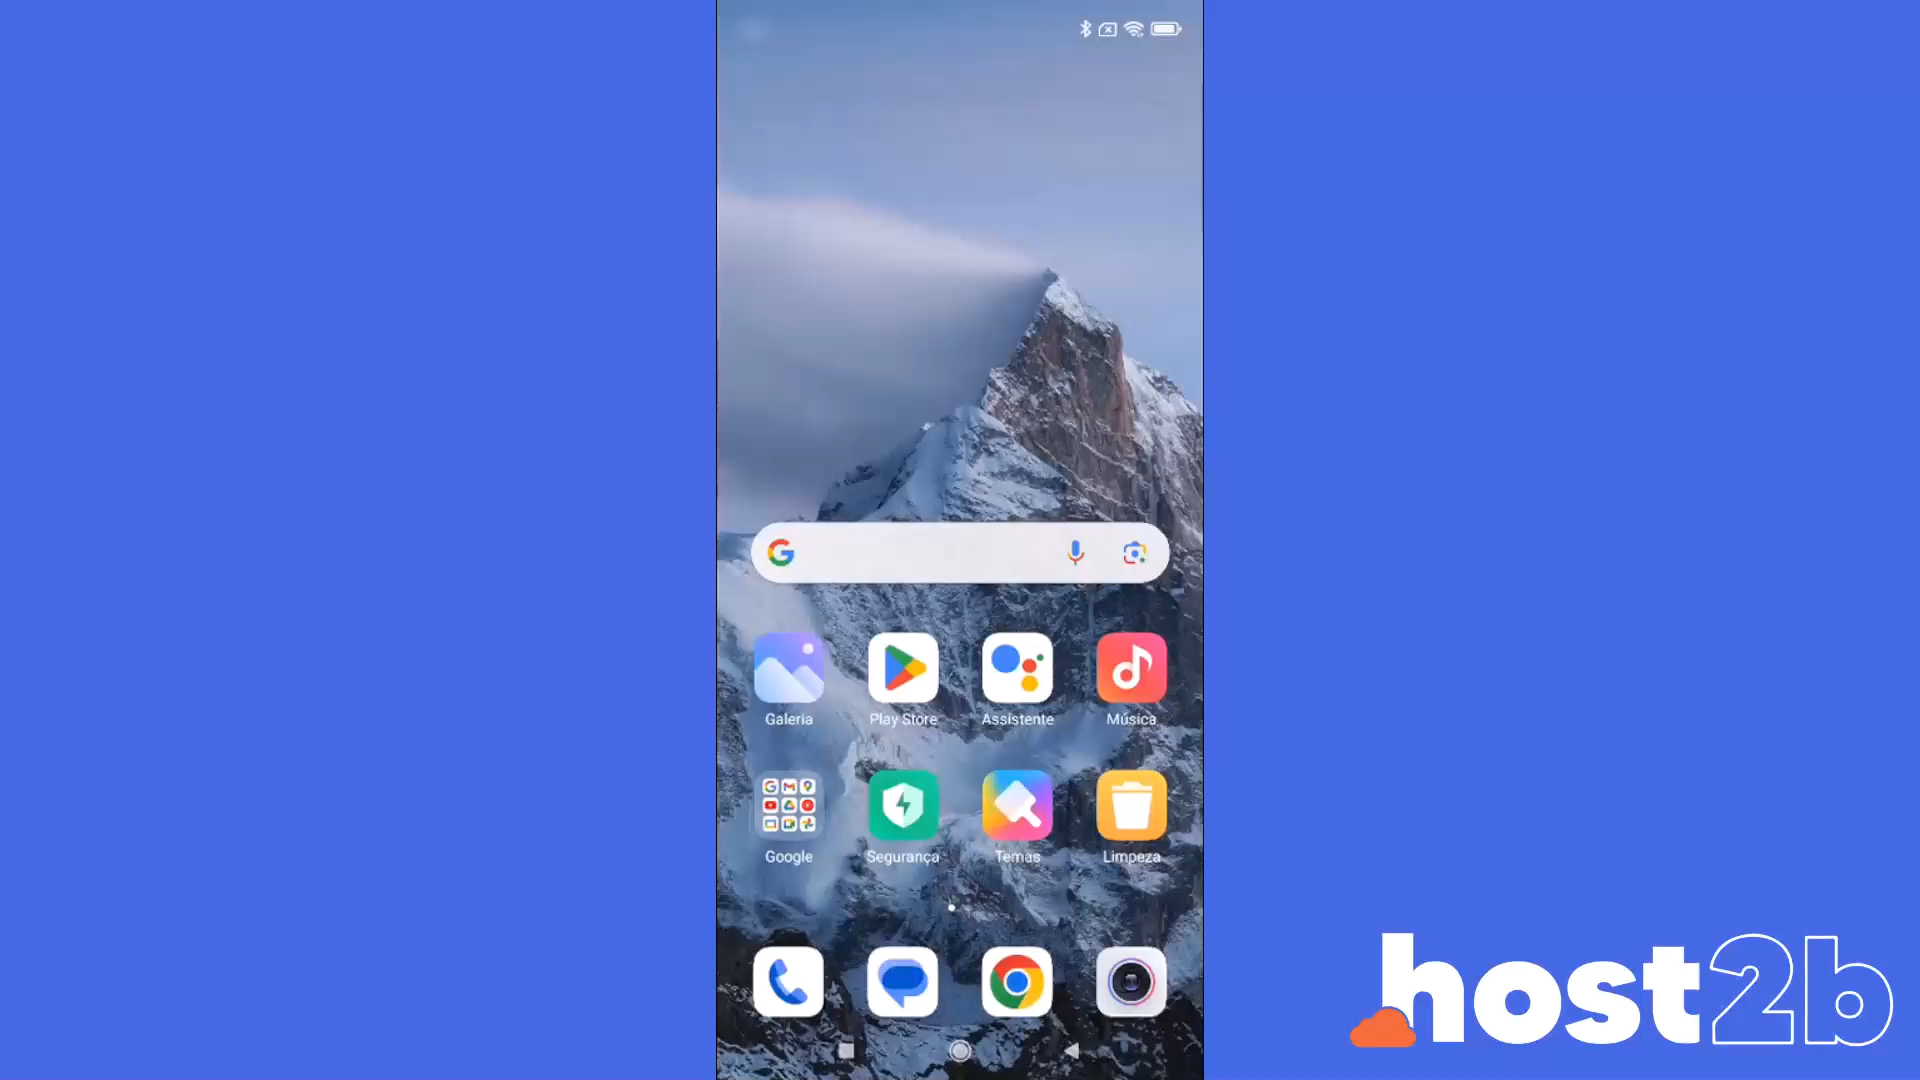 Galeria
Play Store
Assistente
Música
Google
Segurança
Temas
Limpeza
host2b